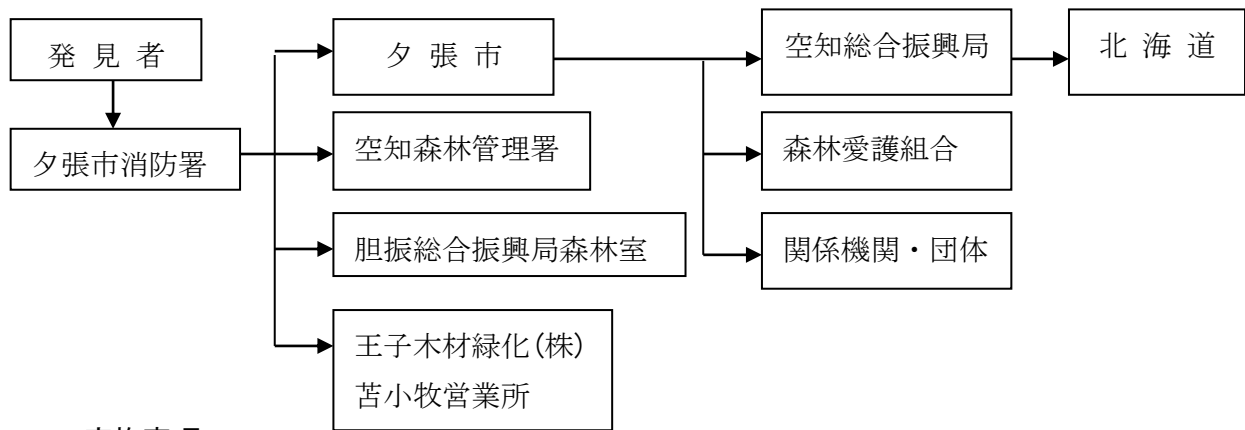 発 見 者
夕張市消防署
夕 張 市
空知森林管理署
胆振総合振興局森林室
王子木材緑化(株)
苫小牧営業所
空知総合振興局
森林愛護組合
関係機関・団体
北 海 道